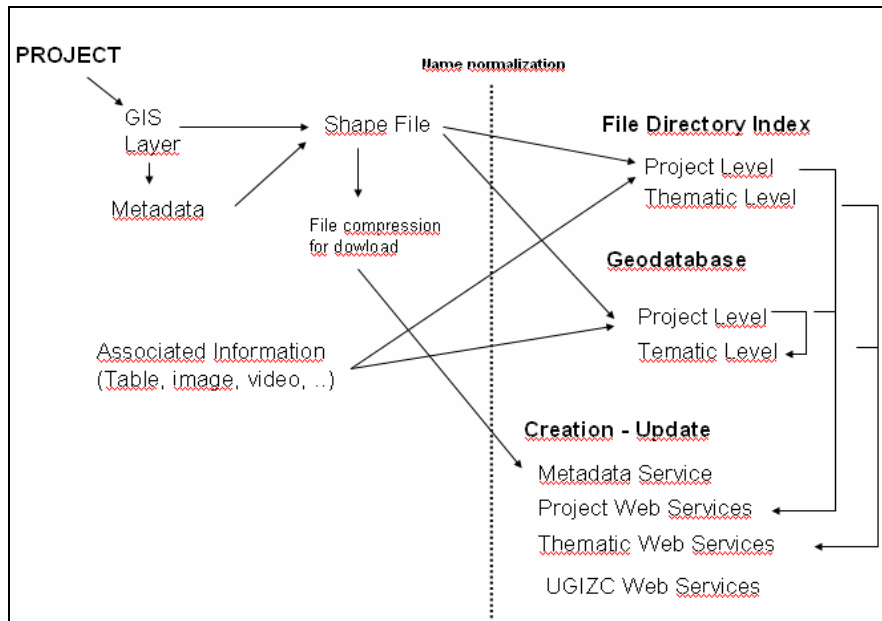 PROJECT
GIS
Layer
Metadata
Shape File
File compression
for dowload
Associated Information
(Table, image, video, ..)
Name normalization
File Directory Index
Project Level
Thematic Level
Geodatabase
Project Level
Tematic Level
Creation - Update
Metadata Service
Project Web Services
Thematic Web Services
UGIZC Web Services